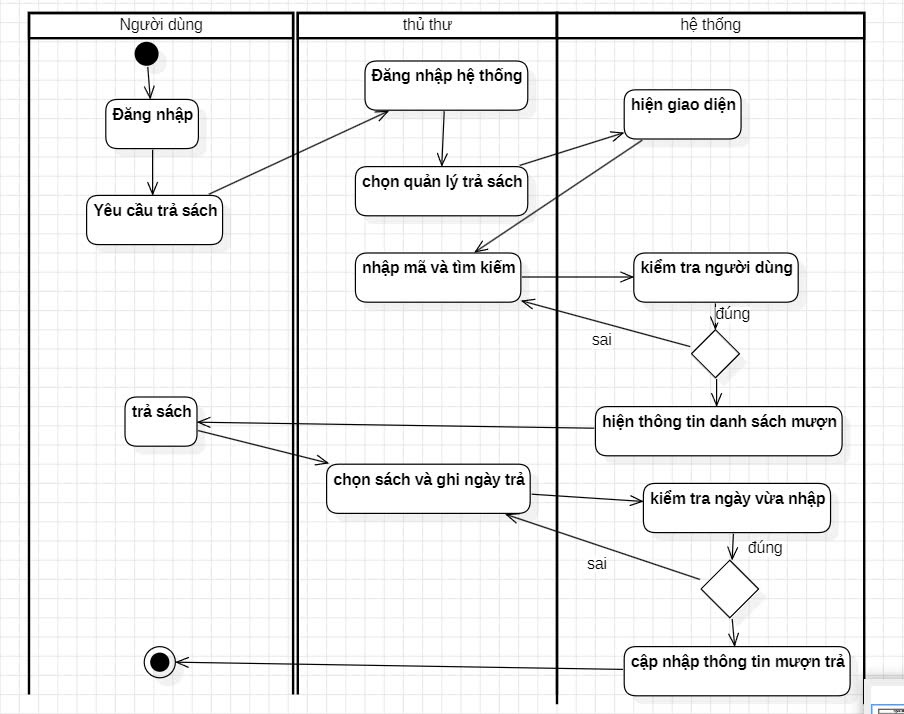 Người dùng
thủ thư
hệ thống
Đăng nhập hệ thống
hiện giao diện
Đăng nhập
chọn quản lý trả sách
Yêu cầu trả sách
nhập mã và tìm kiếm
kiểm tra người dùng
đúng
sai
trả sách
hiện thông tin danh sách mượn
chọn sách và ghi ngày trả
kiểm tra ngày vừa nhập
đúng
sai
cập nhập thông tin mượn trả